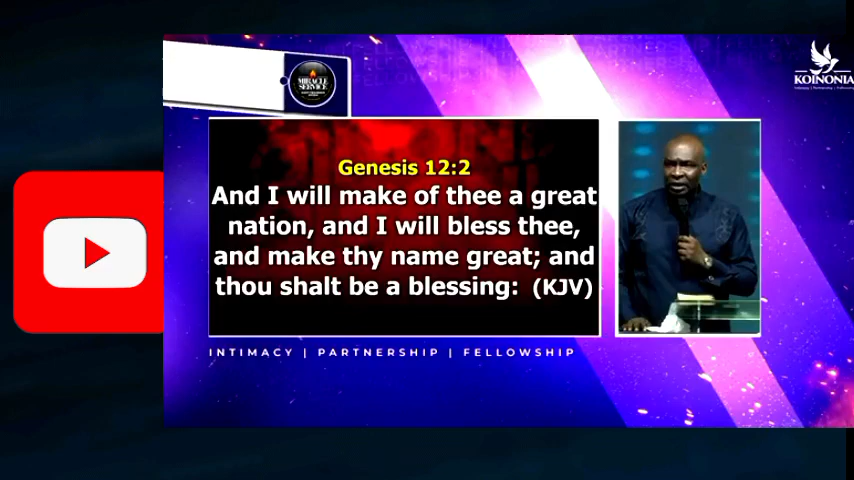 MIRACLE
SERVICE
KOINONIA
Genesis 12:2
And I will make of thee a great
nation, and I will bless thee,
and make thy name great; and
thou shalt be a blessing: (KJV)
INTIMACY | PARTNERSHIP | FELLOWSHIP